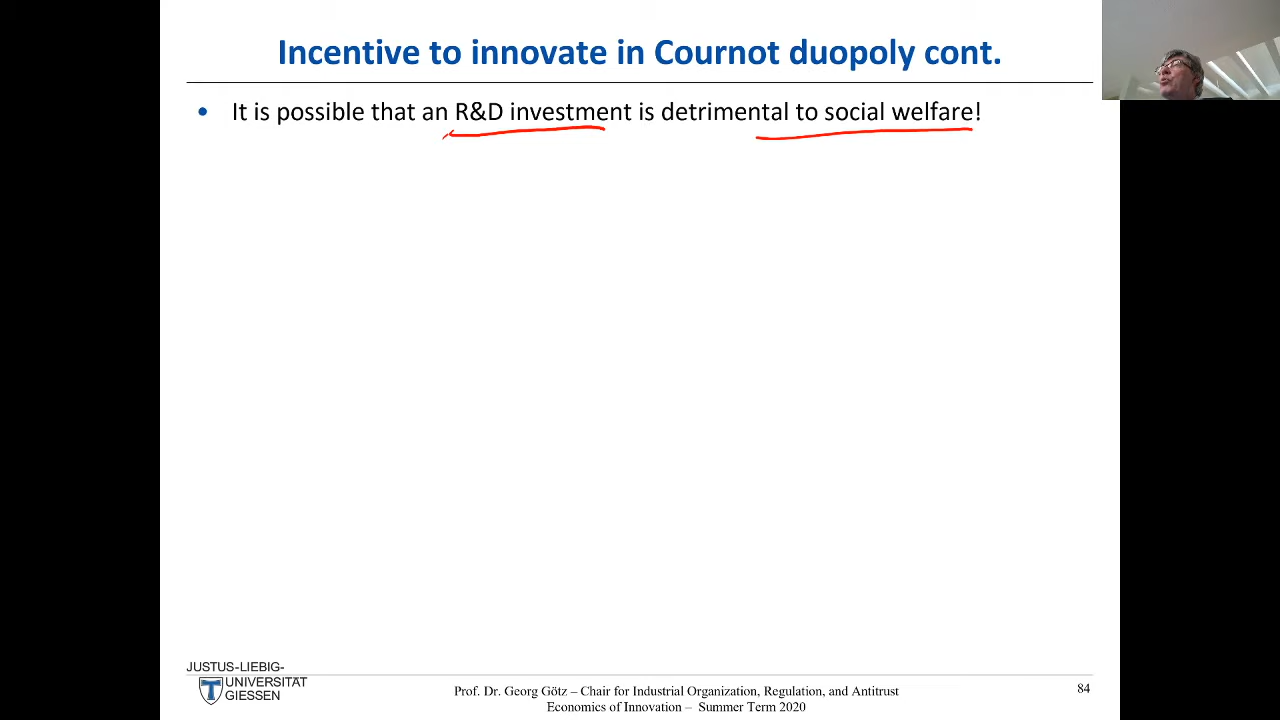 Incentive to innovate in Cournot duopoly cont.
• It is possible that an R&D investment is detrimental to social welfare!
JUSTUS-LIEBIG-
UNIVERSITÄT
GIESSEN
Prof. Dr. Georg Götz – Chair for Industrial Organization, Regulation, and Antitrust
Economics of Innovation – Summer Term 2020
84